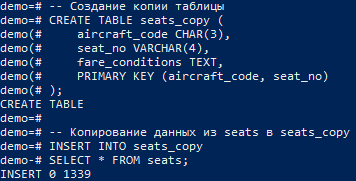 demo=# -- Создание копии таблицы
demo=# CREATE TABLE seats_copy (
demo(#     aircraft_code CHAR(3),
demo(#     seat_no VARCHAR(4),
demo(#     fare_conditions TEXT,
demo(#     PRIMARY KEY (aircraft_code, seat_no)
demo(# );
CREATE TABLE
demo=#
demo=# -- Копирование данных из seats в seats_copy
demo=# INSERT INTO seats_copy
demo-# SELECT * FROM seats;
INSERT 0 1339